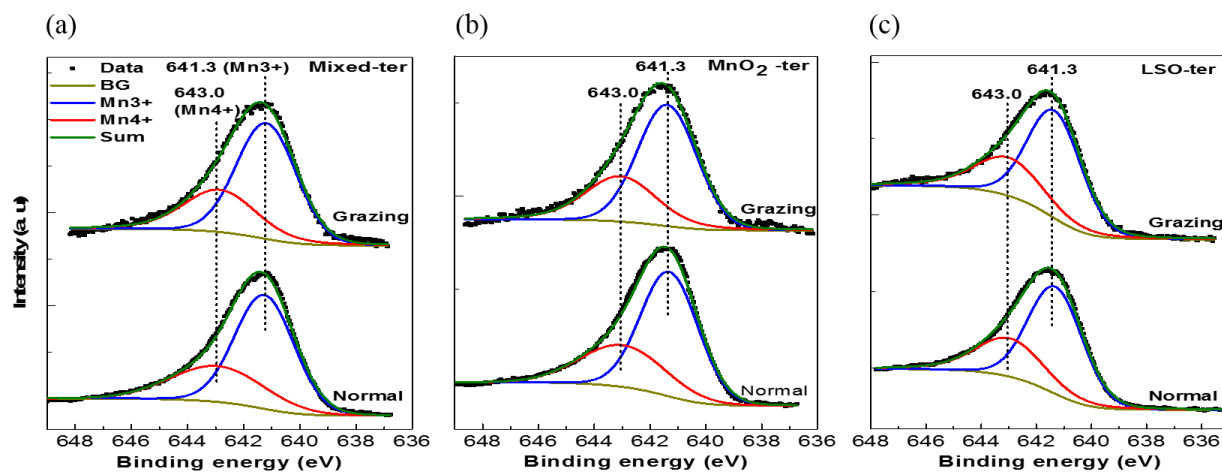 (a)
(b)
(c)
Data
BG
Mn3+
Mn4+
Sum
641.3 (Mn3+)
643.0
(Mn4+)
Mixed-ter
Grazing
Normal
Intensity (a.u)
648 646 644 642 640 638 636
Binding energy (eV)
641.3
643.0
MnO2 -ter
Grazing
Normal
648 646 644 642 640 638 636
Binding energy (eV)
641.3
643.0
LSO-ter
Grazing
Normal
648 646 644 642 640 638 636
Binding energy (eV)